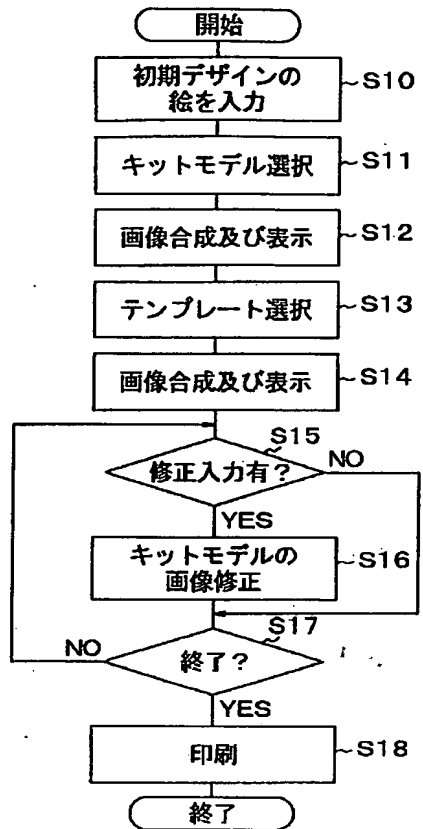 開始
初期デザインの
絵を入力
S10
キットモデル選択
S11
画像合成及び表示
S12
テンプレート選択
S13
画像合成及び表示
S14
S15
修正入力有?
NO
YES
キットモデルの
画像修正
S16
S17
終了?
NO
YES
印刷
S18
終了